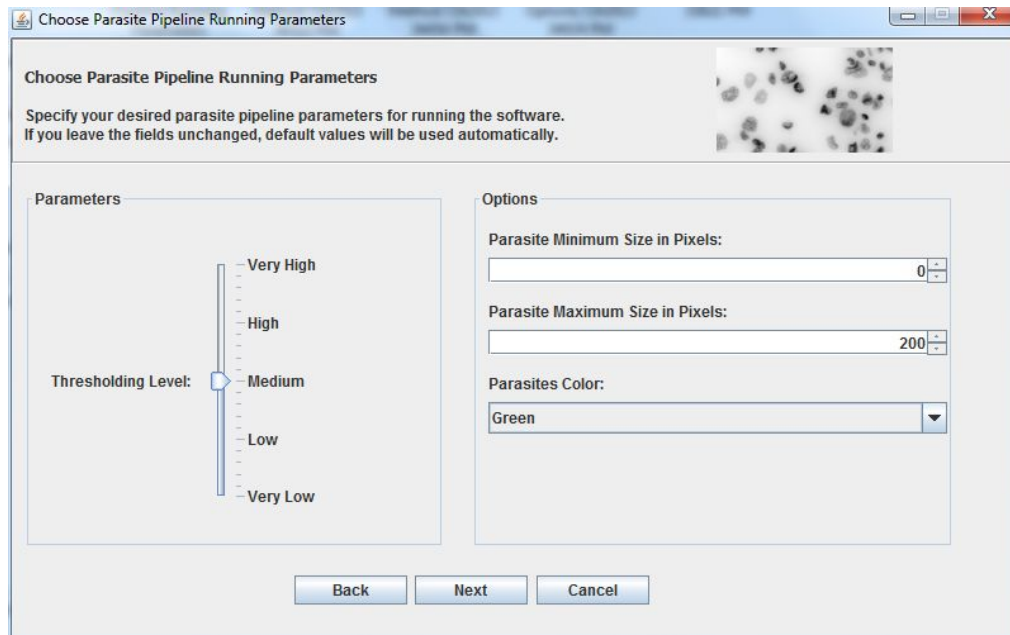 Choose Parasite Pipeline Running Parameters
Choose Parasite Pipeline Running Parameters
Specify your desired parasite pipeline parameters for running the software.
If you leave the fields unchanged, default values will be used automatically.
Parameters
Very High
High
Thresholding Level:
Medium
Low
Very Low
Options
Parasite Minimum Size in Pixels:
0
Parasite Maximum Size in Pixels:
200
Parasites Color:
Green
Back
Next
Cancel